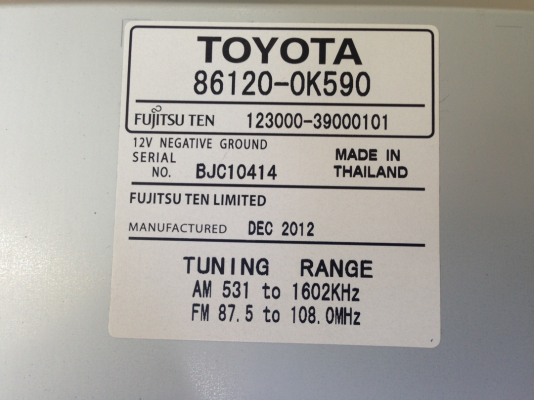 TOYOTA
86120-0K590
FUJITSU TEN 123000-39000101
12V NEGATIVE GROUND
SERIAL NO. BJC10414
MADE IN THAILAND
FUJITSU TEN LIMITED
MANUFACTURED DEC 2012
TUNING RANGE
AM 531 to 1602KHz
FM 87.5 to 108.0MHz